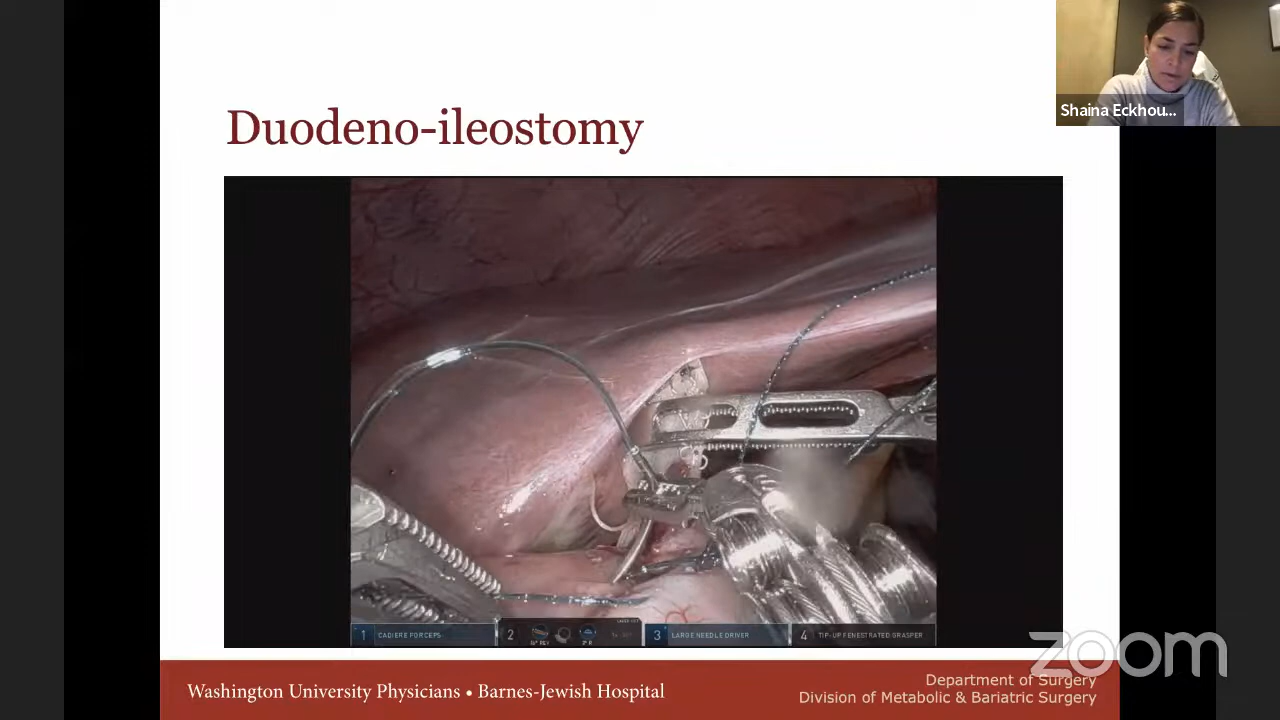 Shaina Eckhou...
Duodeno-ileostomy
1 CADIERE FORCEPS
2
3 LARGE NEEDLE DRIVER
4 TIP-UP FENESTRATED GRASPER
zoom
Washington University Physicians • Barnes-Jewish Hospital
Department of Surgery
Division of Metabolic & Bariatric Surgery